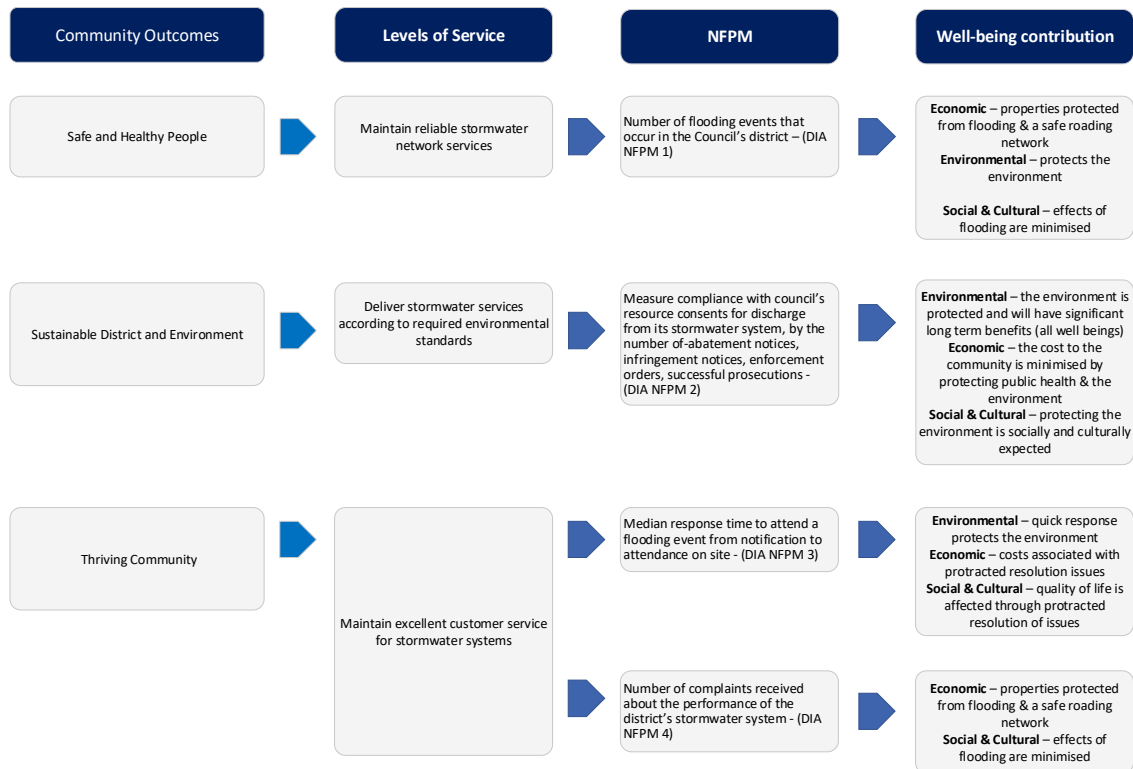 Community Outcomes
Levels of Service
NFPM
Well-being contribution
Safe and Healthy People
Maintain reliable stormwater
network services
Number of flooding events that
occur in the Council's district – (DIA
NFPM 1)
Economic – properties protected
from flooding & a safe roading
network
Environmental – protects the
environment
Social & Cultural – effects of
flooding are minimised
Sustainable District and Environment
Deliver stormwater services
according to required environmental
standards
Measure compliance with council's
resource consents for discharge
from its stormwater system, by the
number of-abatement notices,
infringement notices, enforcement
orders, successful prosecutions -
(DIA NFPM 2)
Environmental – the environment is
protected and will have significant
long term benefits (all well beings)
Economic – the cost to the
community is minimised by
protecting public health & the
environment
Social & Cultural – protecting the
environment is socially and culturally
expected
Thriving Community
Maintain excellent customer service
for stormwater systems
Median response time to attend a
flooding event from notification to
attendance on site - (DIA NFPM 3)
Environmental – quick response
protects the environment
Economic – costs associated with
protracted resolution issues
Social & Cultural – quality of life is
affected through protracted
resolution of issues
Number of complaints received
about the performance of the
district's stormwater system - (DIA
NFPM 4)
Economic – properties protected
from flooding & a safe roading
network
Social & Cultural – effects of
flooding are minimised